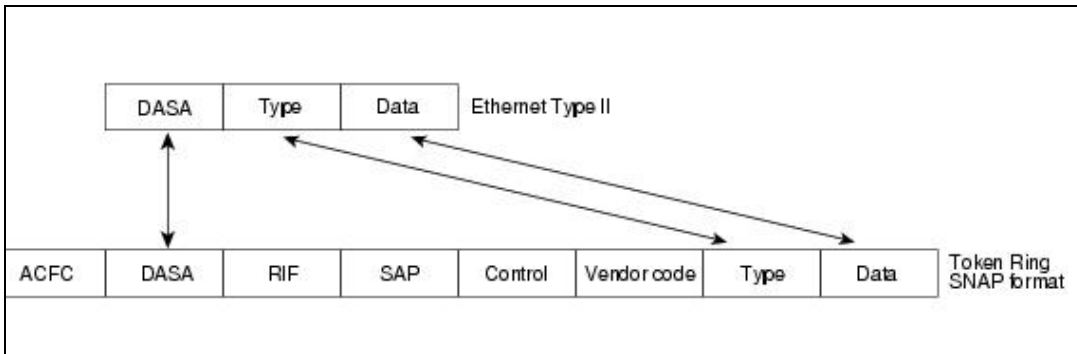 DASA Type Data Ethernet Type II
ACFC DASA RIF SAP Control Vendor code Type Data Token Ring
SNAP format